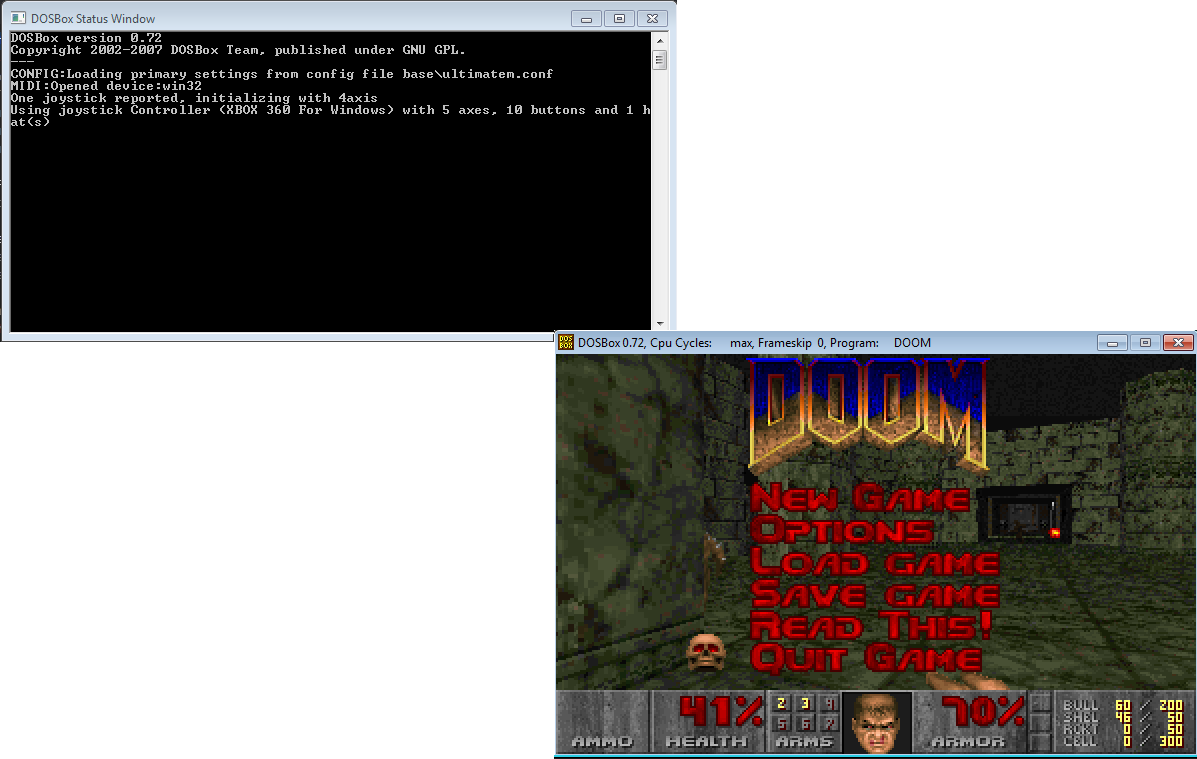 DOSBox Status Window
DOSBox version 0.72
Copyright 2002-2007 DOSBox Team, published under GNU GPL.
---
CONFIG:Loading primary settings from config file base\ultimatem.conf
MIDI:Opened device:win32
One joystick reported, initializing with 4axis
Using joystick Controller (XBOX 360 For Windows) with 5 axes, 10 buttons and 1 h
at(s)
DOS BOX
DOSBox 0.72, Cpu Cycles: max, Frameskip 0, Program: DOOM
DOOM
NEW GAME
OPTIONS
LOAD GAME
SAVE GAME
READ THIS!
QUIT GAME
41% 70%
2 3 4
5 6 7
AMMO HEALTH ARMS ARMOR
BULL 60 / 200
SHEL 46 / 50
RCKT 0 / 50
CELL 0 / 300